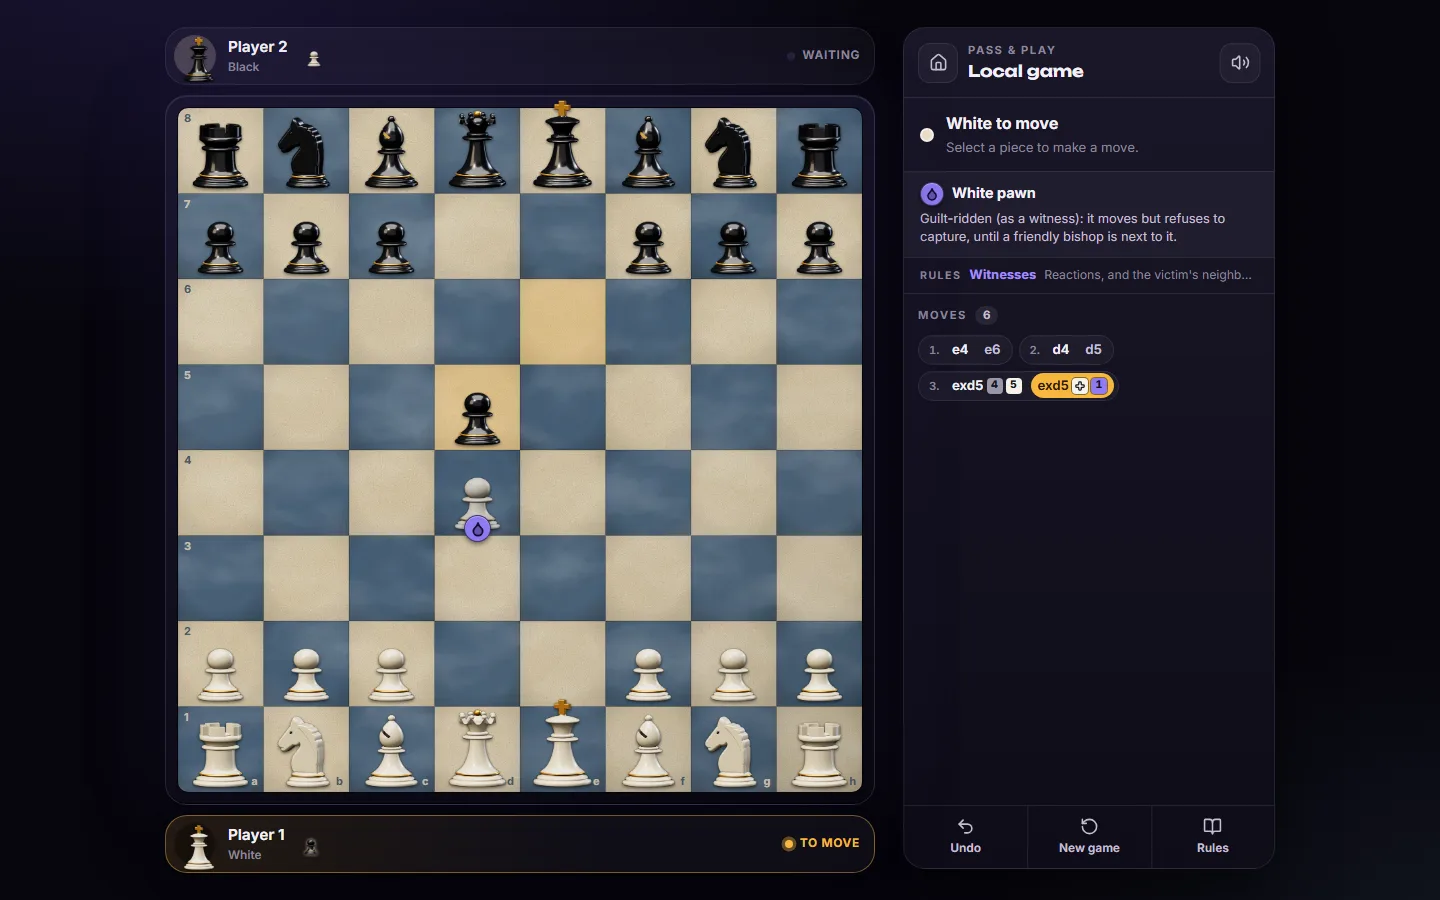 Player 2
Black
WAITING
PASS & PLAY
Local game
White to move
Select a piece to make a move.
White pawn
Guilt-ridden (as a witness): it moves but refuses to
capture, until a friendly bishop is next to it.
RULES Witnesses Reactions, and the victim's neighb...
MOVES 6
1. e4 e6 2. d4 d5
3. exd5 4 5 exd5 1
8
7
6
5
4
3
2
1
a b c d e f g h
Player 1
White
TO MOVE
Undo
New game
Rules